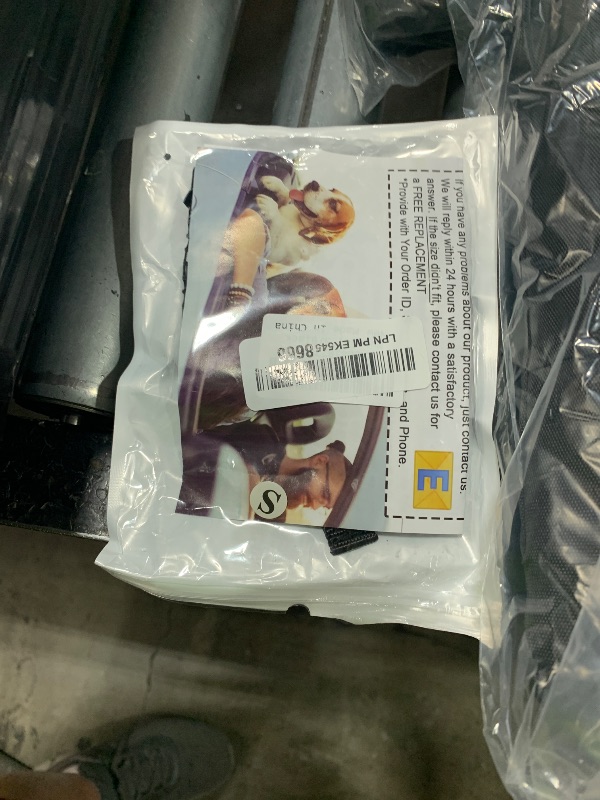 If you have any problems about our product, just contact us.
We will reply within 24 hours with a satisfactory
answer. If the size didn't fit, please contact us for
a FREE REPLACEMENT
*Provide with Your Order ID, and Phone.
E
LPN PM EK545
China
S